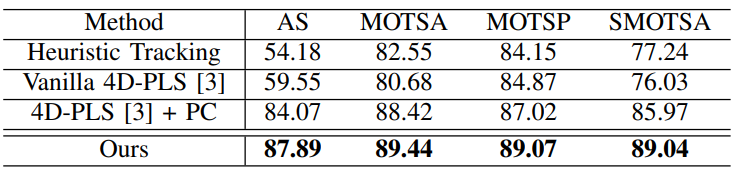 Method AS MOTSA MOTSP SMOTSA
Heuristic Tracking 54.18 82.55 84.15 77.24
Vanilla 4D-PLS [3] 59.55 80.68 84.87 76.03
4D-PLS [3] + PC 84.07 88.42 87.02 85.97
Ours 87.89 89.44 89.07 89.04